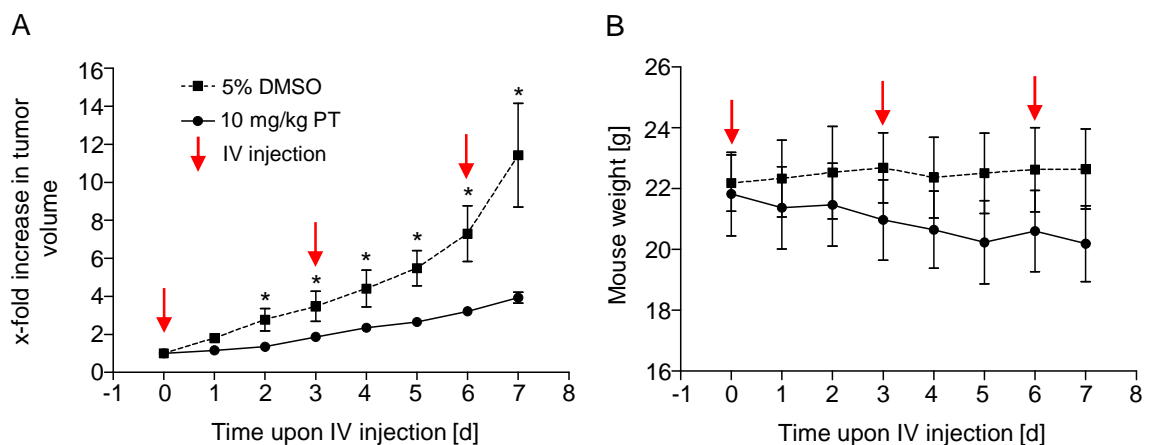 A
x-fold increase in tumor
volume
16
14
12
10
8
6
4
2
0
5% DMSO
10 mg/kg PT
IV injection
* * * * * *
-1 0 1 2 3 4 5 6 7 8
Time upon IV injection [d]
B
Mouse weight [g]
26
24
22
20
18
16
-1 0 1 2 3 4 5 6 7 8
Time upon IV injection [d]